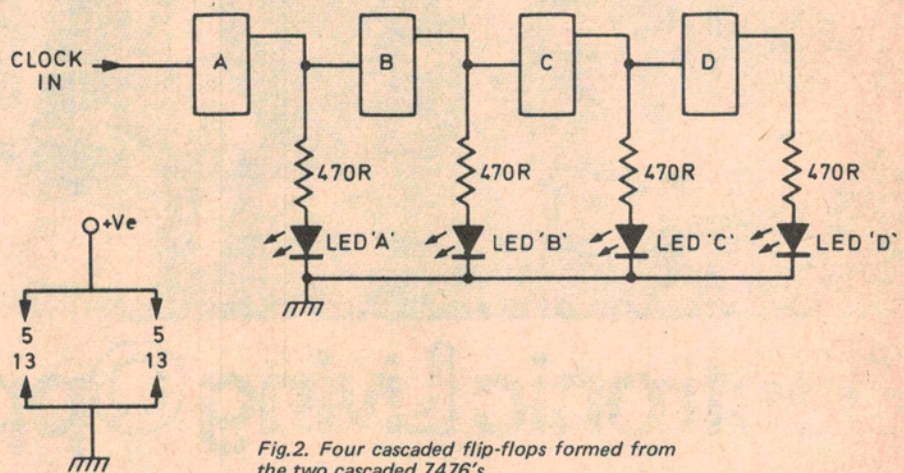 A
B
C
D
CLOCK
IN
470R
470R
470R
470R
+Ve
LED 'A'
LED 'B'
LED 'C'
LED 'D'
5
5
13
13
Fig.2. Four cascaded flip-flops formed from
the two cascaded 7476's.